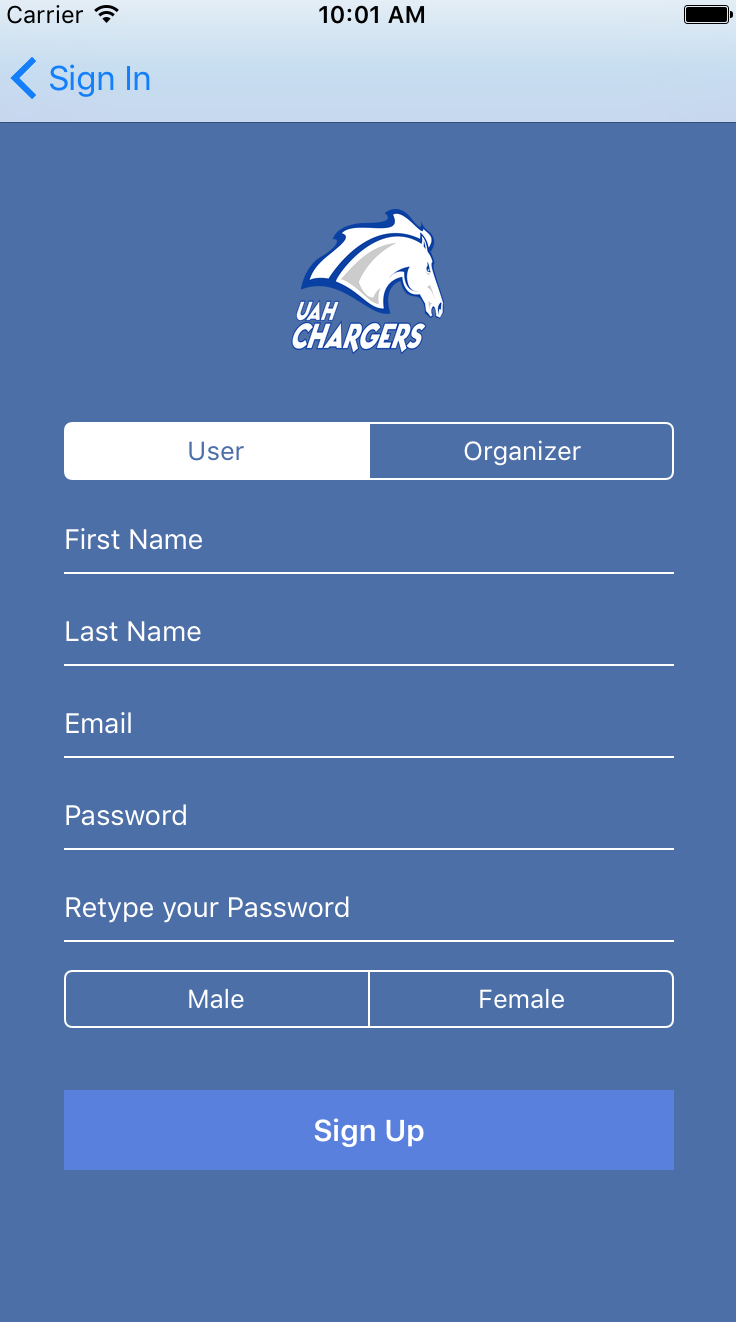 Carrier 10:01 AM
Sign In
UAH
CHARGERS
User Organizer
First Name
Last Name
Email
Password
Retype your Password
Male Female
Sign Up